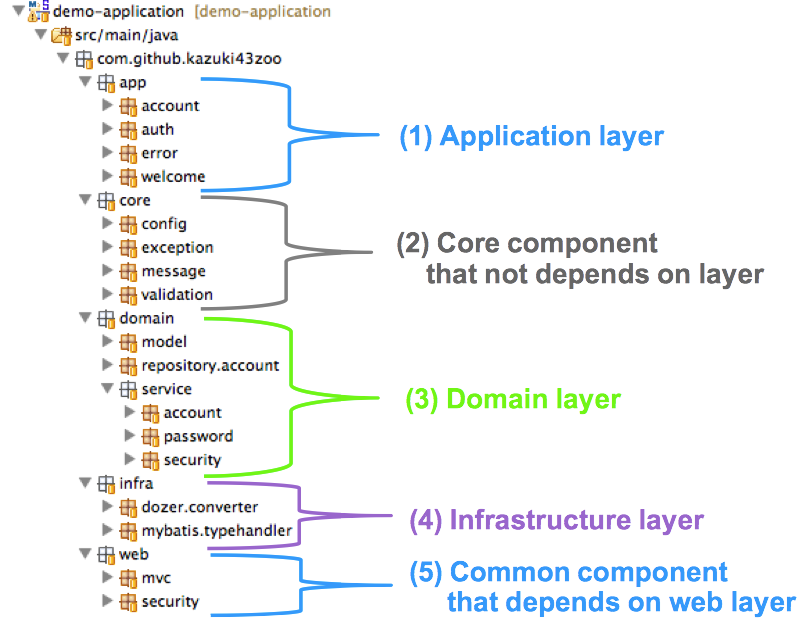 demo-application [demo-application
src/main/java
com.github.kazuki43zoo
app
account
auth
error
welcome
(1) Application layer
core
config
exception
message
validation
(2) Core component
that not depends on layer
domain
model
repository.account
service
account
password
security
(3) Domain layer
infra
dozer.converter
mybatis.typehandler
(4) Infrastructure layer
web
mvc
security
(5) Common component
that depends on web layer